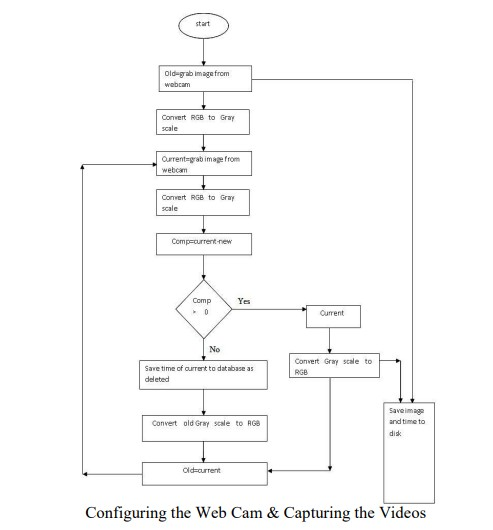 start
Old=grab image from
webcam
Convert RGB to Gray
scale
Current=grab image from
webcam
Convert RGB to Gray
scale
Comp=current-new
Comp
> 0
Yes
Current
No
Save time of current to database as
deleted
Convert Gray scale to
RGB
Save image
and time to
disk
Convert old Gray scale to RGB
Old=current
Configuring the Web Cam & Capturing the Videos